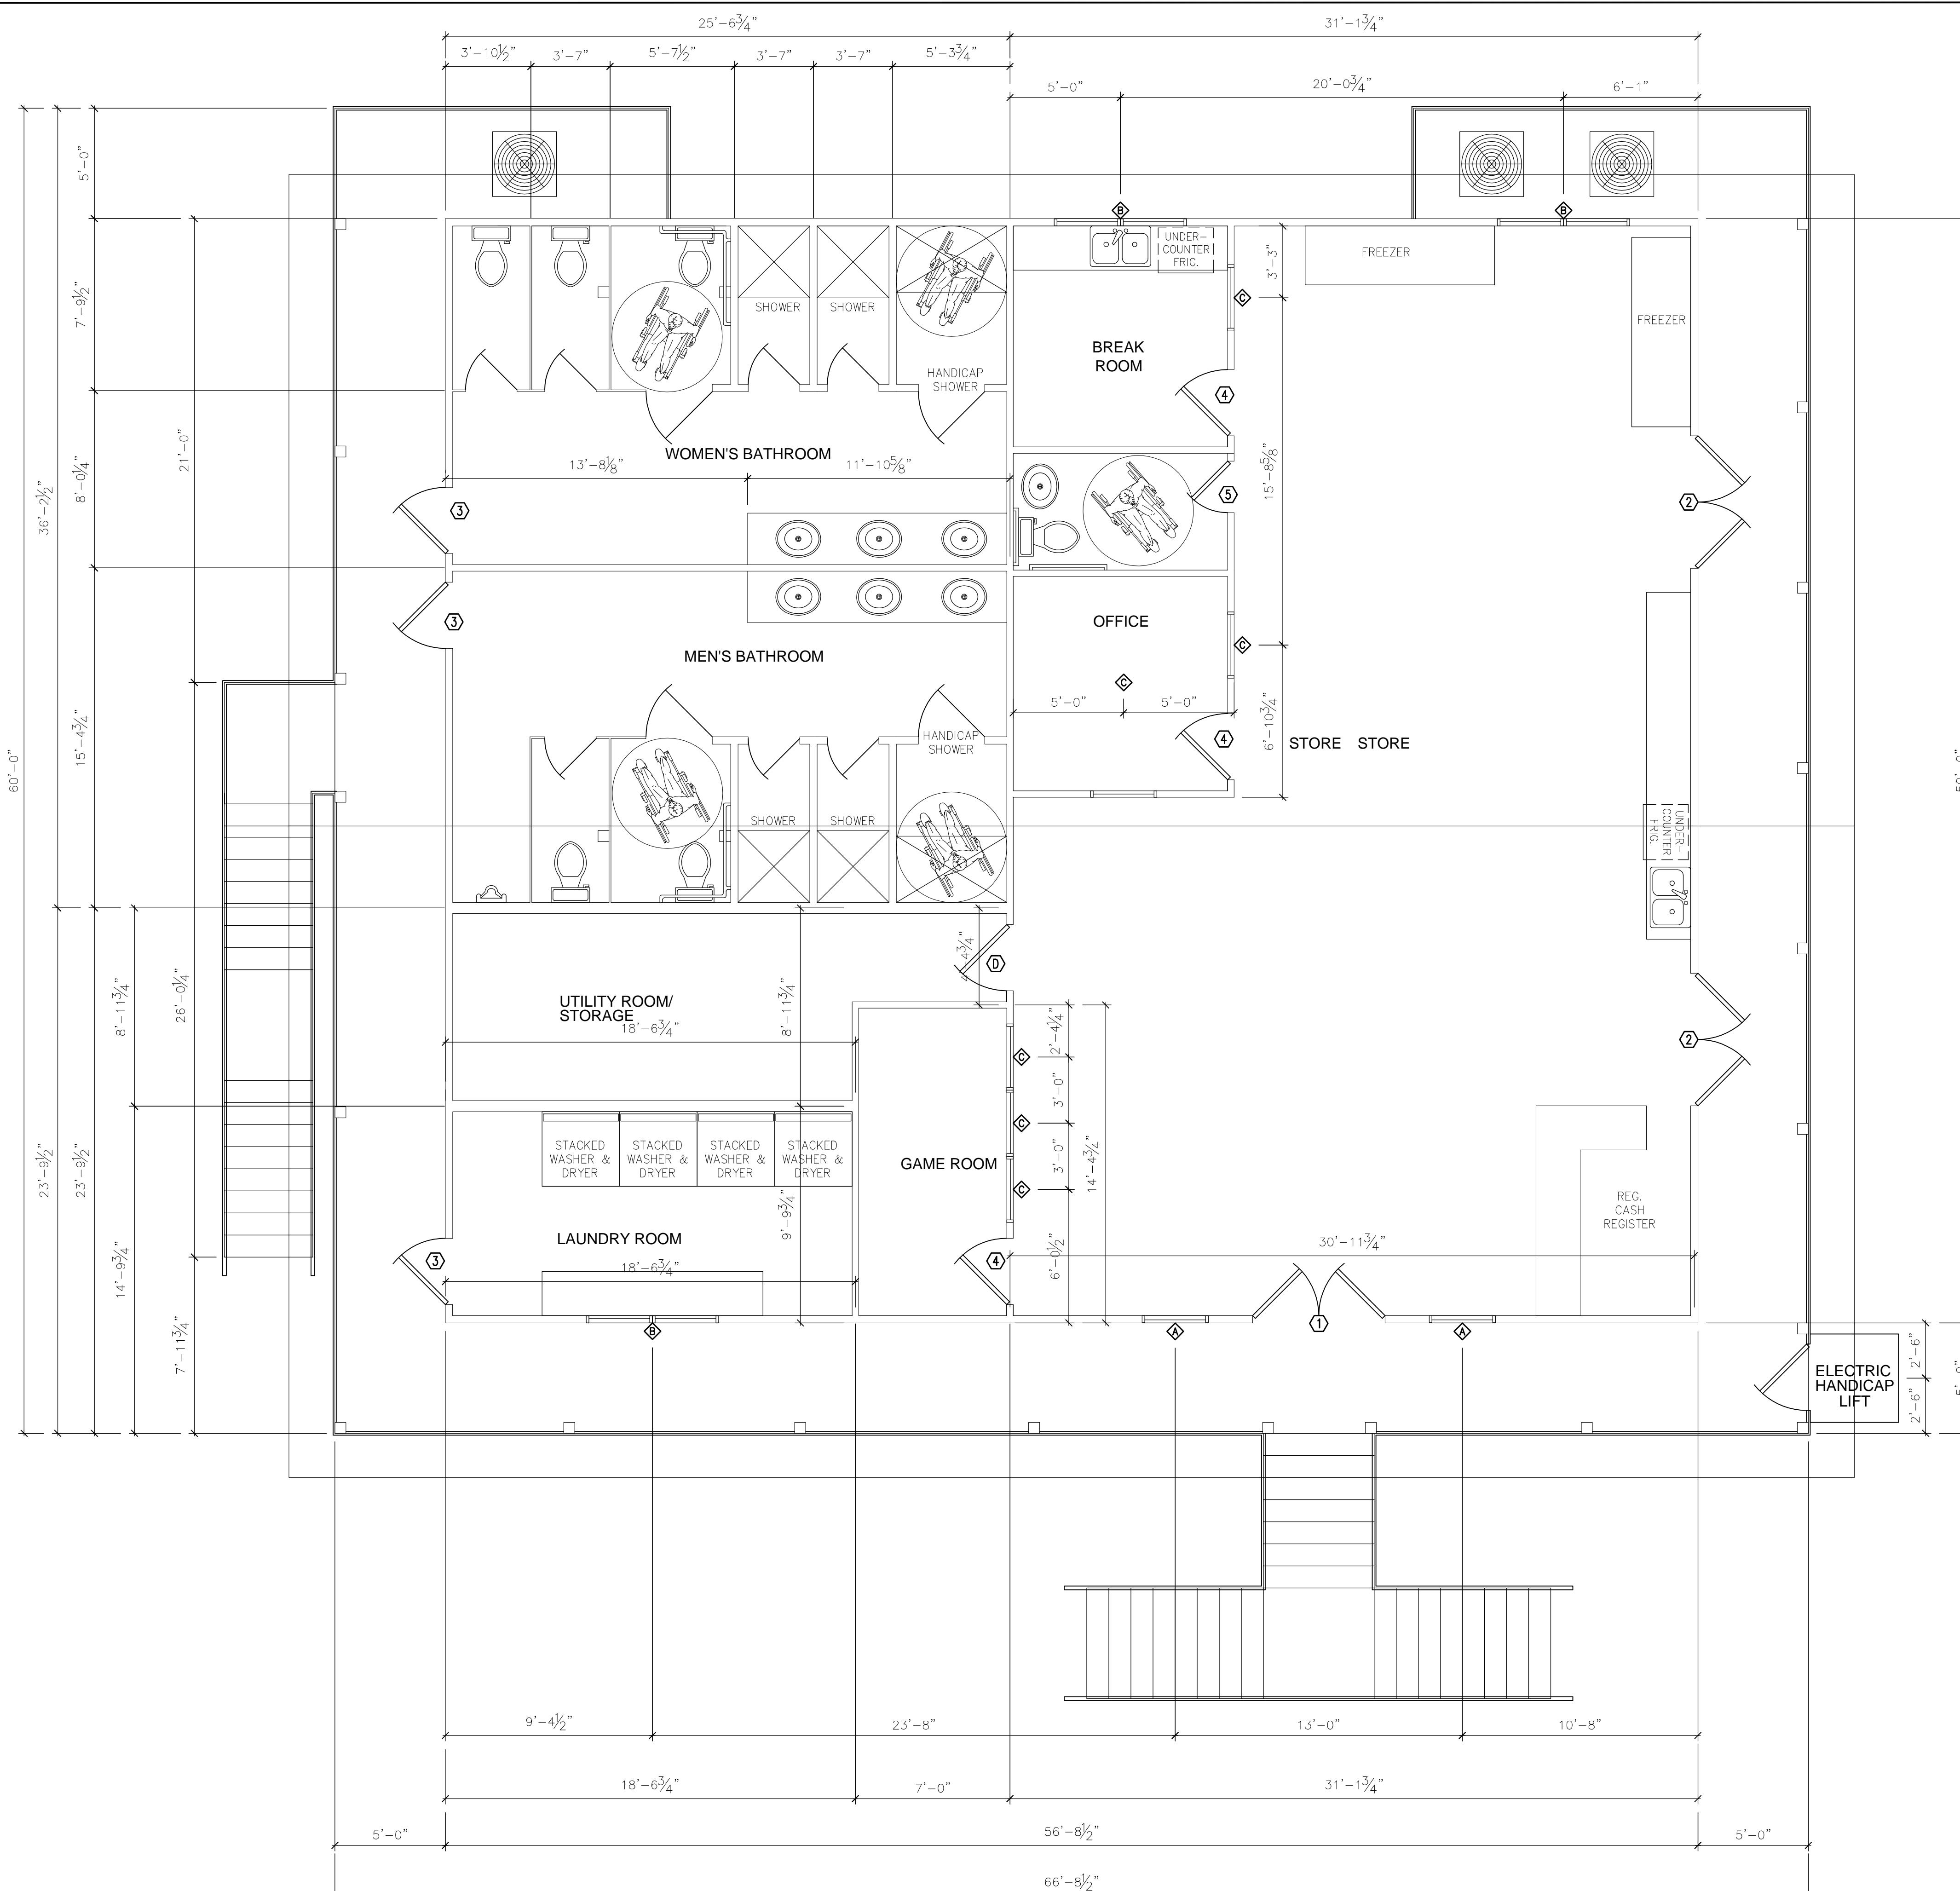 25'-6¾"
31'-1¾"
3'-10½"
3'-7"
5'-7½"
3'-7"
3'-7"
5'-3¾"
5'-0"
20'-0¾"
6'-1"
5'-0"
7'-9½"
8'-0¼"
15'-4¾"
36'-2½"
60'-0"
21'-0"
26'-0¼"
23'-9½"
23'-9½"
8'-11¾"
14'-9¾"
7'-11¾"
B
B
UNDER-
COUNTER
FRIG.
FREEZER
FREEZER
3'-3"
C
SHOWER
SHOWER
HANDICAP
SHOWER
BREAK
ROOM
4
WOMEN'S BATHROOM
13'-8⅛"
11'-10⅝"
15'-8⅝"
3
5
2
3
OFFICE
C
MEN'S BATHROOM
C
5'-0"
5'-0"
6'-10¾"
HANDICAP
SHOWER
4
STORE STORE
SHOWER
SHOWER
UNDER-
COUNTER
FRIG.
D
UTILITY ROOM/
STORAGE
18'-6¾"
8'-11¾"
2'-4¼"
C
3'-0"
C
3'-0"
C
14'-4¾"
6'-0½"
2
STACKED
WASHER &
DRYER
STACKED
WASHER &
DRYER
STACKED
WASHER &
DRYER
STACKED
WASHER &
DRYER
GAME ROOM
9'-9¾"
REG.
CASH
REGISTER
LAUNDRY ROOM
3
18'-6¾"
4
30'-11¾"
B
A
1
A
2'-6"
2'-6"
ELECTRIC
HANDICAP
LIFT
9'-4½"
23'-8"
13'-0"
10'-8"
18'-6¾"
7'-0"
31'-1¾"
5'-0"
56'-8½"
5'-0"
66'-8½"